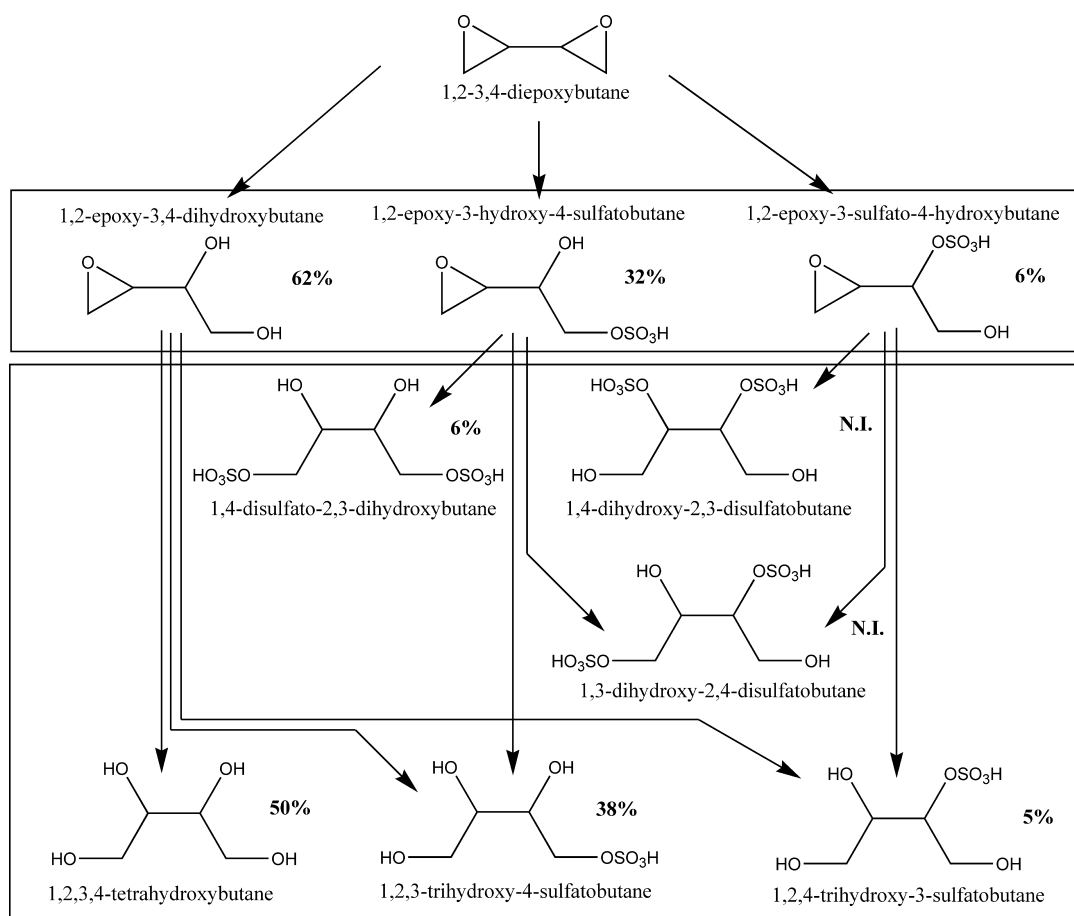 O O
1,2-3,4-diepoxybutane
1,2-epoxy-3,4-dihydroxybutane 1,2-epoxy-3-hydroxy-4-sulfatobutane 1,2-epoxy-3-sulfato-4-hydroxybutane
OH OH OSO₃H
O 62% O 32% O 6%
OH OSO₃H OH
HO OH HO₃SO OSO₃H
6% N.I.
HO₃SO OSO₃H HO OH
1,4-disulfato-2,3-dihydroxybutane 1,4-dihydroxy-2,3-disulfatobutane
HO OSO₃H
N.I.
HO₃SO OH
1,3-dihydroxy-2,4-disulfatobutane
HO OH HO OH HO OSO₃H
50% 38% 5%
HO OH HO OSO₃H HO OH
1,2,3,4-tetrahydroxybutane 1,2,3-trihydroxy-4-sulfatobutane 1,2,4-trihydroxy-3-sulfatobutane